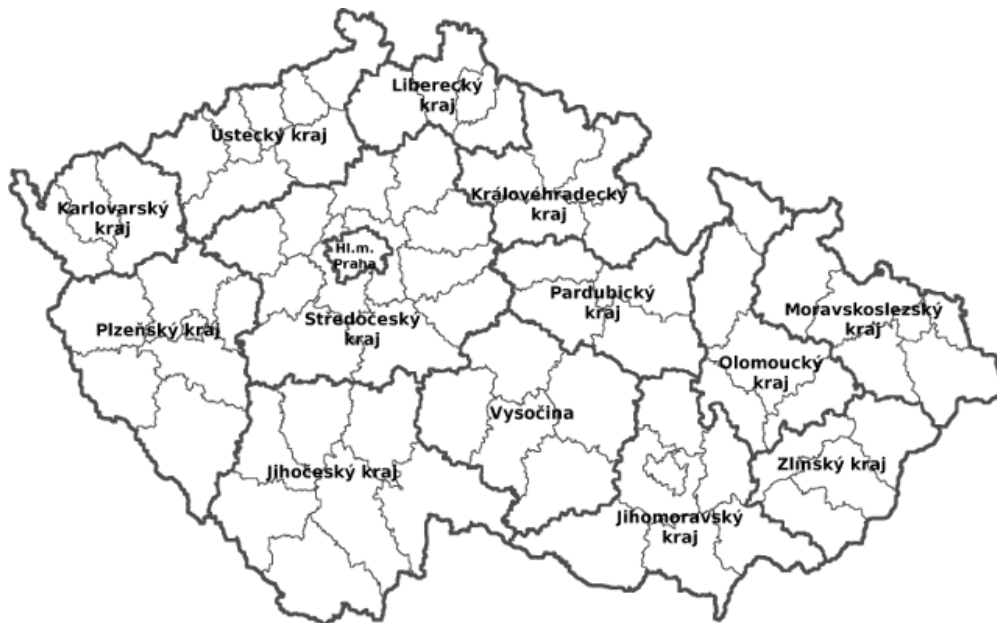 Liberecký
kraj
Ústecký kraj
Karlovarský
kraj
Královéhradecký
kraj
Hl.m.
Praha
Pardubický
kraj
Plzeňský kraj
Středočeský
kraj
Moravskoslezský
kraj
Olomoucký
kraj
Vysočina
Jihočeský kraj
Zlínský kraj
Jihomoravský
kraj